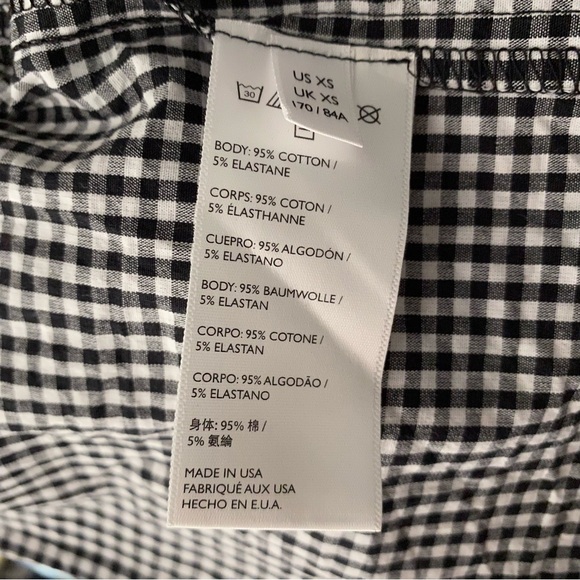 US XS
UK XS
170 / 84A
30
BODY: 95% COTTON /
5% ELASTANE
CORPS: 95% COTON /
5% ÉLASTHANNE
CUEPRO: 95% ALGODÓN /
5% ELASTANO
BODY: 95% BAUMWOLLE /
5% ELASTAN
CORPO: 95% COTONE /
5% ELASTAN
CORPO: 95% ALGODÃO /
5% ELASTANO
身体: 95% 棉 /
5% 氨綸
MADE IN USA
FABRIQUÉ AUX USA
HECHO EN E.U.A.